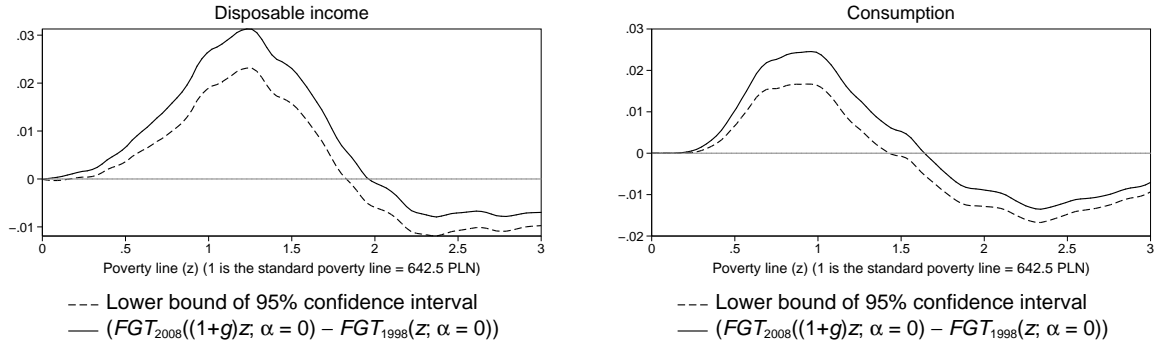 Disposable income
.03
.02
.01
0
−.01
0 .5 1 1.5 2 2.5 3
Poverty line (z) (1 is the standard poverty line = 642.5 PLN)
Lower bound of 95% confidence interval
(FGT2008((1+g)z; α = 0) − FGT1998(z; α = 0))
Consumption
.03
.02
.01
0
−.01
−.02
0 .5 1 1.5 2 2.5 3
Poverty line (z) (1 is the standard poverty line = 642.5 PLN)
Lower bound of 95% confidence interval
(FGT2008((1+g)z; α = 0) − FGT1998(z; α = 0))